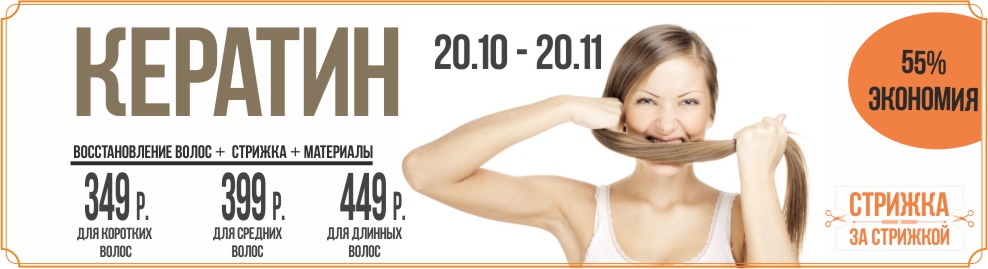 КЕРАТИН
20.10 - 20.11
55%
ЭКОНОМИЯ
ВОССТАНОВЛЕНИЕ ВОЛОС + СТРИЖКА + МАТЕРИАЛЫ
349 Р.
ДЛЯ КОРОТКИХ
ВОЛОС
399 Р.
ДЛЯ СРЕДНИХ
ВОЛОС
449 Р.
ДЛЯ ДЛИННЫХ
ВОЛОС
СТРИЖКА
ЗА СТРИЖКОЙ